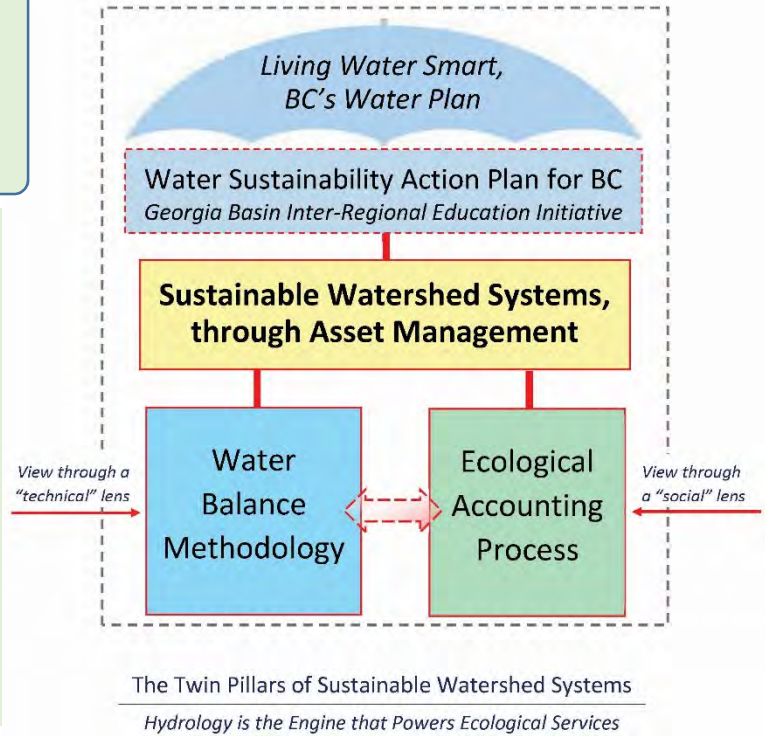 Living Water Smart,
BC's Water Plan
Water Sustainability Action Plan for BC
Georgia Basin Inter-Regional Education Initiative
Sustainable Watershed Systems,
through Asset Management
View through a
"technical" lens
Water
Balance
Methodology
Ecological
Accounting
Process
View through
a "social" lens
The Twin Pillars of Sustainable Watershed Systems
Hydrology is the Engine that Powers Ecological Services